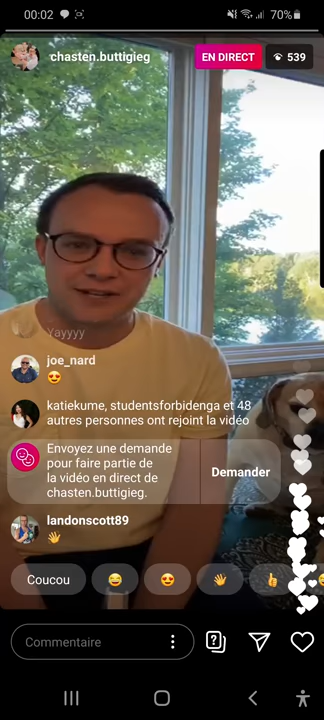 00:02
70%
chasten.buttigieg
EN DIRECT
539
Yayyyy
joe_nard
😍
katiekume, studentsforbidenga et 48
autres personnes ont rejoint la vidéo
Envoyez une demande
pour faire partie de
la vidéo en direct de
chasten.buttigieg.
Demander
landonscott89
👋
Coucou 😂 😍 👋 👍
Commentaire